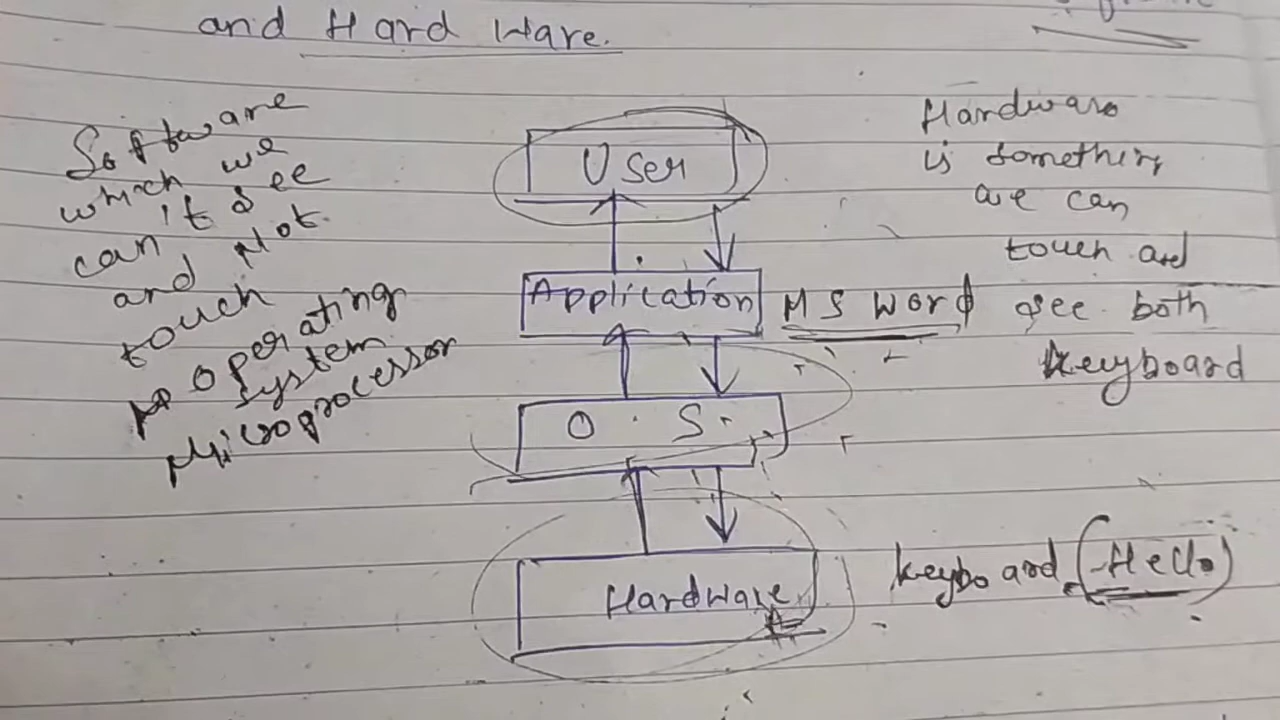 and Hard Ware.
Software
which we
can it see
and Not
touch
operating
system
Microprocessor
User
Application
M S Word
O.S.
Hardware
Hardware
is something
we can
touch and
see both
keyboard
keyboard (Hello)